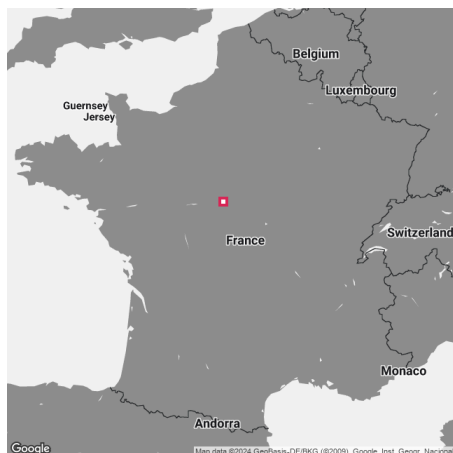 Belgium
Luxembourg
Guernsey
Jersey
Switzerland
France
Monaco
Andorra
Google
Map data ©2024 GeoBasis-DE/BKG (©2009), Google, Inst. Geogr. Naciona